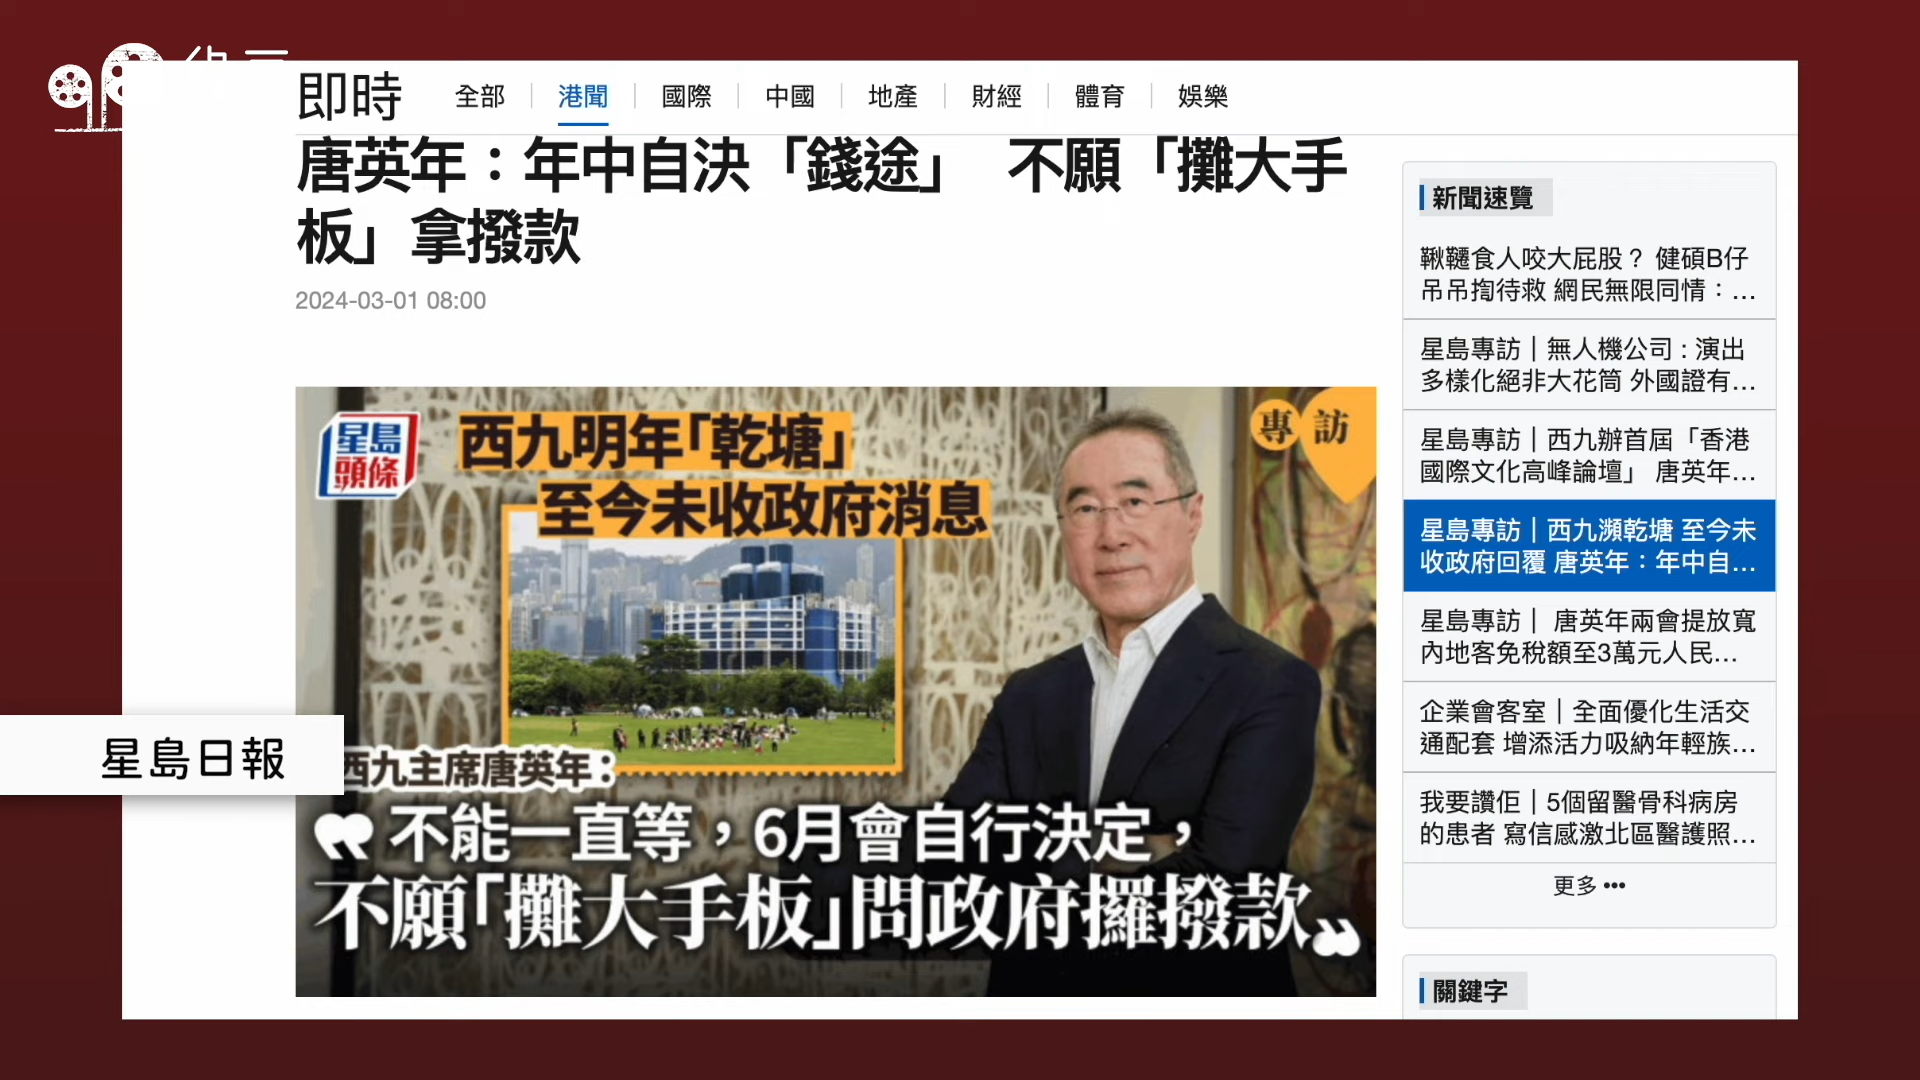 即時
全部 港聞 國際 中國 地產 財經 體育 娛樂
唐英年：年中自決「錢途」 不願「攤大手
板」拿撥款
2024-03-01 08:00
星島
頭條
西九明年「乾塘」
至今未收政府消息
專訪
西九主席唐英年：
不能一直等，6月會自行決定，
不願「攤大手板」問政府攞撥款
星島日報
新聞速覽
鞦韆食人咬大屁股？ 健碩B仔
吊吊揈待救 網民無限同情：...
星島專訪｜無人機公司 : 演出
多樣化絕非大花筒 外國證有...
星島專訪｜西九辦首屆「香港
國際文化高峰論壇」 唐英年...
星島專訪｜西九瀕乾塘 至今未
收政府回覆 唐英年：年中自...
星島專訪｜ 唐英年兩會提放寬
內地客免稅額至3萬元人民...
企業會客室｜全面優化生活交
通配套 增添活力吸納年輕族...
我要讚佢｜5個留醫骨科病房
的患者 寫信感激北區醫護照...
更多 •••
關鍵字